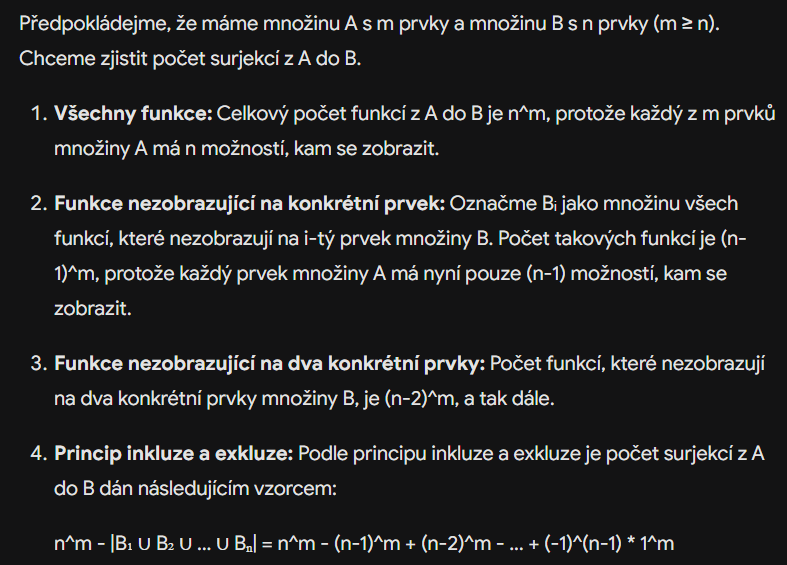 Předpokládejme, že máme množinu A s m prvky a množinu B s n prvky (m ≥ n).
Chceme zjistit počet surjekcí z A do B.
1. Všechny funkce: Celkový počet funkcí z A do B je n^m, protože každý z m prvků
množiny A má n možností, kam se zobrazit.
2. Funkce nezobrazující na konkrétní prvek: Označme Bᵢ jako množinu všech
funkcí, které nezobrazují na i-tý prvek množiny B. Počet takových funkcí je (n-
1)^m, protože každý prvek množiny A má nyní pouze (n-1) možností, kam se
zobrazit.
3. Funkce nezobrazující na dva konkrétní prvky: Počet funkcí, které nezobrazují
na dva konkrétní prvky množiny B, je (n-2)^m, a tak dále.
4. Princip inkluze a exkluze: Podle principu inkluze a exkluze je počet surjekcí z A
do B dán následujícím vzorcem:
n^m - |B₁ ∪ B₂ ∪ ... ∪ Bₙ| = n^m - (n-1)^m + (n-2)^m - ... + (-1)^(n-1) * 1^m